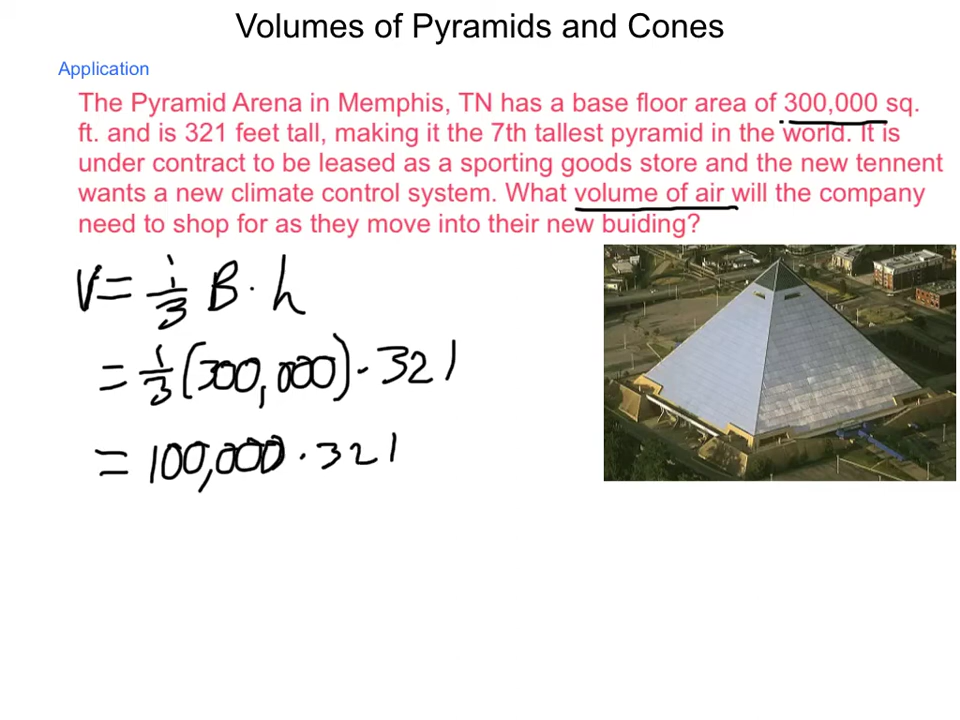 Volumes of Pyramids and Cones
Application
The Pyramid Arena in Memphis, TN has a base floor area of 300,000 sq.
ft. and is 321 feet tall, making it the 7th tallest pyramid in the world. It is
under contract to be leased as a sporting goods store and the new tennent
wants a new climate control system. What volume of air will the company
need to shop for as they move into their new buiding?
V = 1/3 B · h
= 1/3 (300,000) · 321
= 100,000 · 321